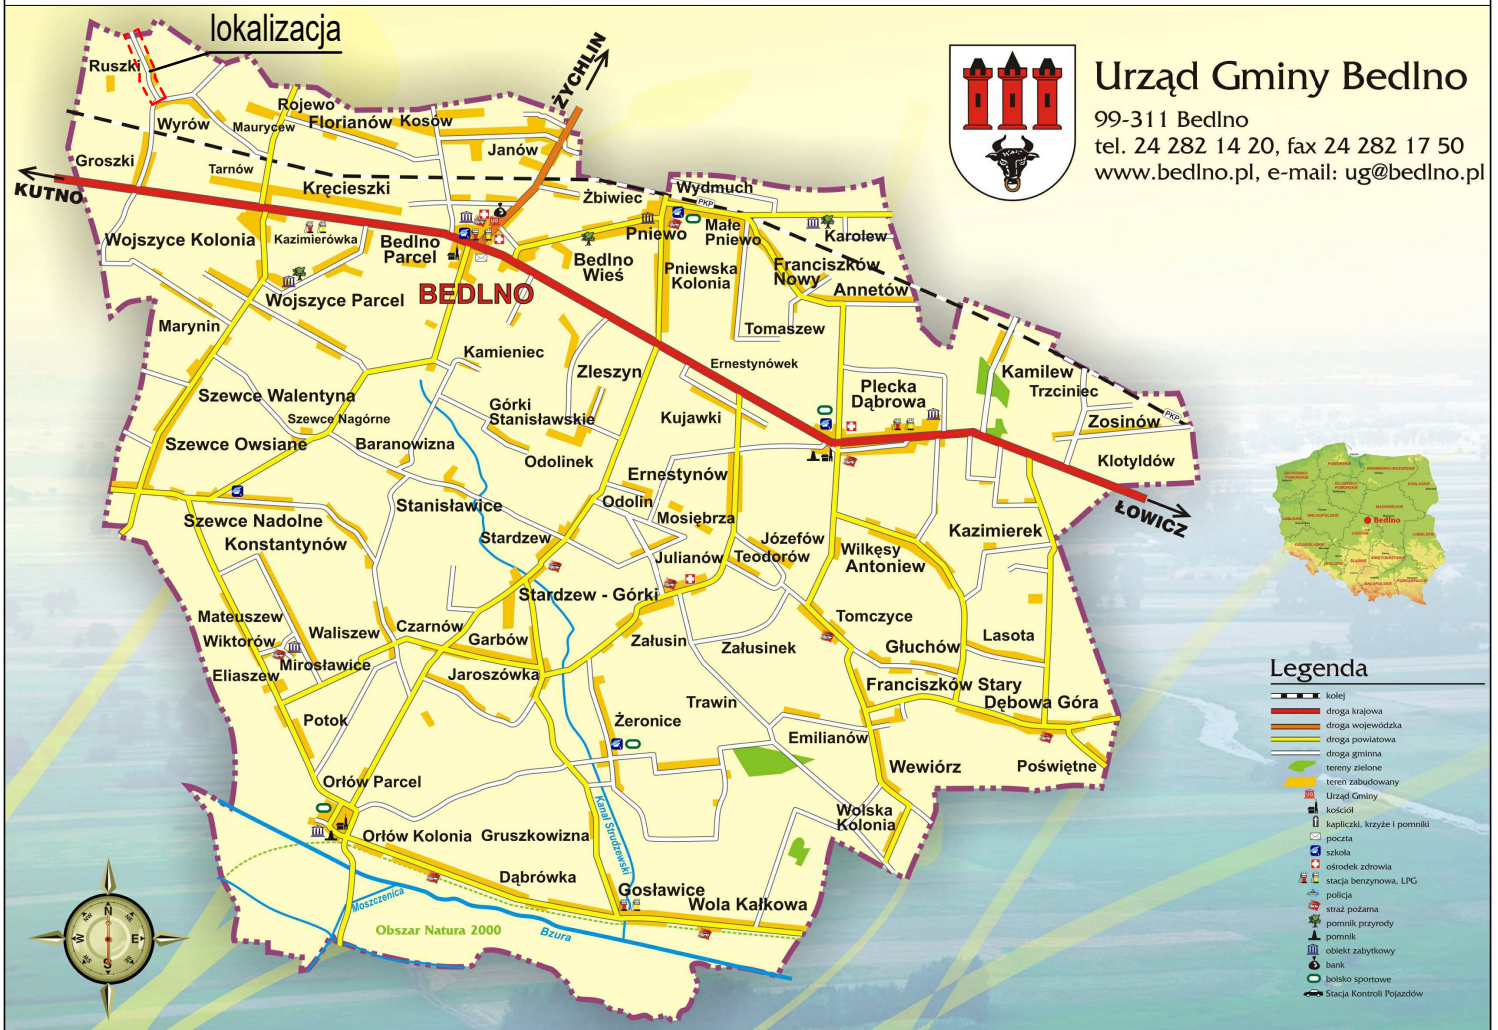 lokalizacja
Urząd Gminy Bedlno
99-311 Bedlno
tel. 24 282 14 20, fax 24 282 17 50
www.bedlno.pl, e-mail: ug@bedlno.pl
ŻYCHLIN
KUTNO
ŁOWICZ
Ruszki
Wyrów
Maurycew
Rojewo
Florianów
Kosów
Janów
Groszki
Tarnów
Kręcieszki
Żbiwiec
Wydmuch
PKP
Wojszyce Kolonia
Kazimierówka
Bedlno
Parcel
Pniewo
Małe
Pniewo
Karolew
Bedlno
Wieś
Pniewska
Kolonia
Franciszków
Nowy
Annetów
Wojszyce Parcel
BEDLNO
Marynin
Tomaszew
Kamieniec
Zleszyn
Ernestynówek
Kamilew
Trzciniec
Plecka
Dąbrowa
Szewce Walentyna
Szewce Nagórne
Górki
Stanisławskie
Kujawki
PKP
Zosinów
Szewce Owsiane
Baranowizna
Odolinek
Ernestynów
Klotyldów
Stanisławice
Odolin
Mosiębrza
Szewce Nadolne
Konstantynów
Stardzew
Józefów
Kazimierek
Julianów
Teodorów
Wilkęsy
Antoniew
Stardzew - Górki
Mateuszew
Wiktorów
Waliszew
Czarnów
Garbów
Załusin
Załusinek
Tomczyce
Głuchów
Lasota
Mirosławice
Eliaszew
Jaroszówka
Franciszków Stary
Dębowa Góra
Potok
Trawin
Żeronice
Emilianów
Wewiórz
Poświętne
Orłów Parcel
Wolska
Kolonia
Orłów Kolonia
Gruszkowizna
Kanał Strudzewski
Dąbrówka
Gosławice
Wola Kałkowa
Moszczenica
Obszar Natura 2000
Bzura
N
NE
E
S
SW
W
NW
Bedlno
Legenda
kolej
droga krajowa
droga wojewódzka
droga powiatowa
droga gminna
tereny zielone
teren zabudowany
Urząd Gminy
kościół
kapliczki, krzyże i pomniki
poczta
szkoła
ośrodek zdrowia
stacja benzynowa, LPG
policja
straż pożarna
pomnik przyrody
pomnik
obiekt zabytkowy
bank
boisko sportowe
Stacja Kontroli Pojazdów